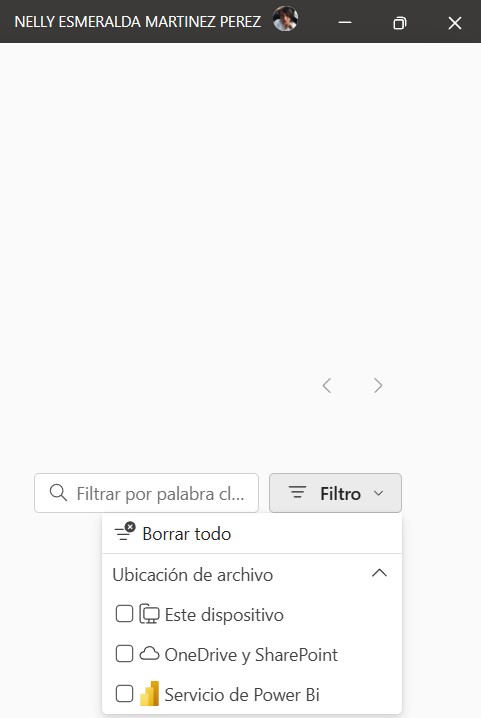 NELLY ESMERALDA MARTINEZ PEREZ
Filtrar por palabra cl...
Filtro
Borrar todo
Ubicación de archivo
Este dispositivo
OneDrive y SharePoint
Servicio de Power Bi